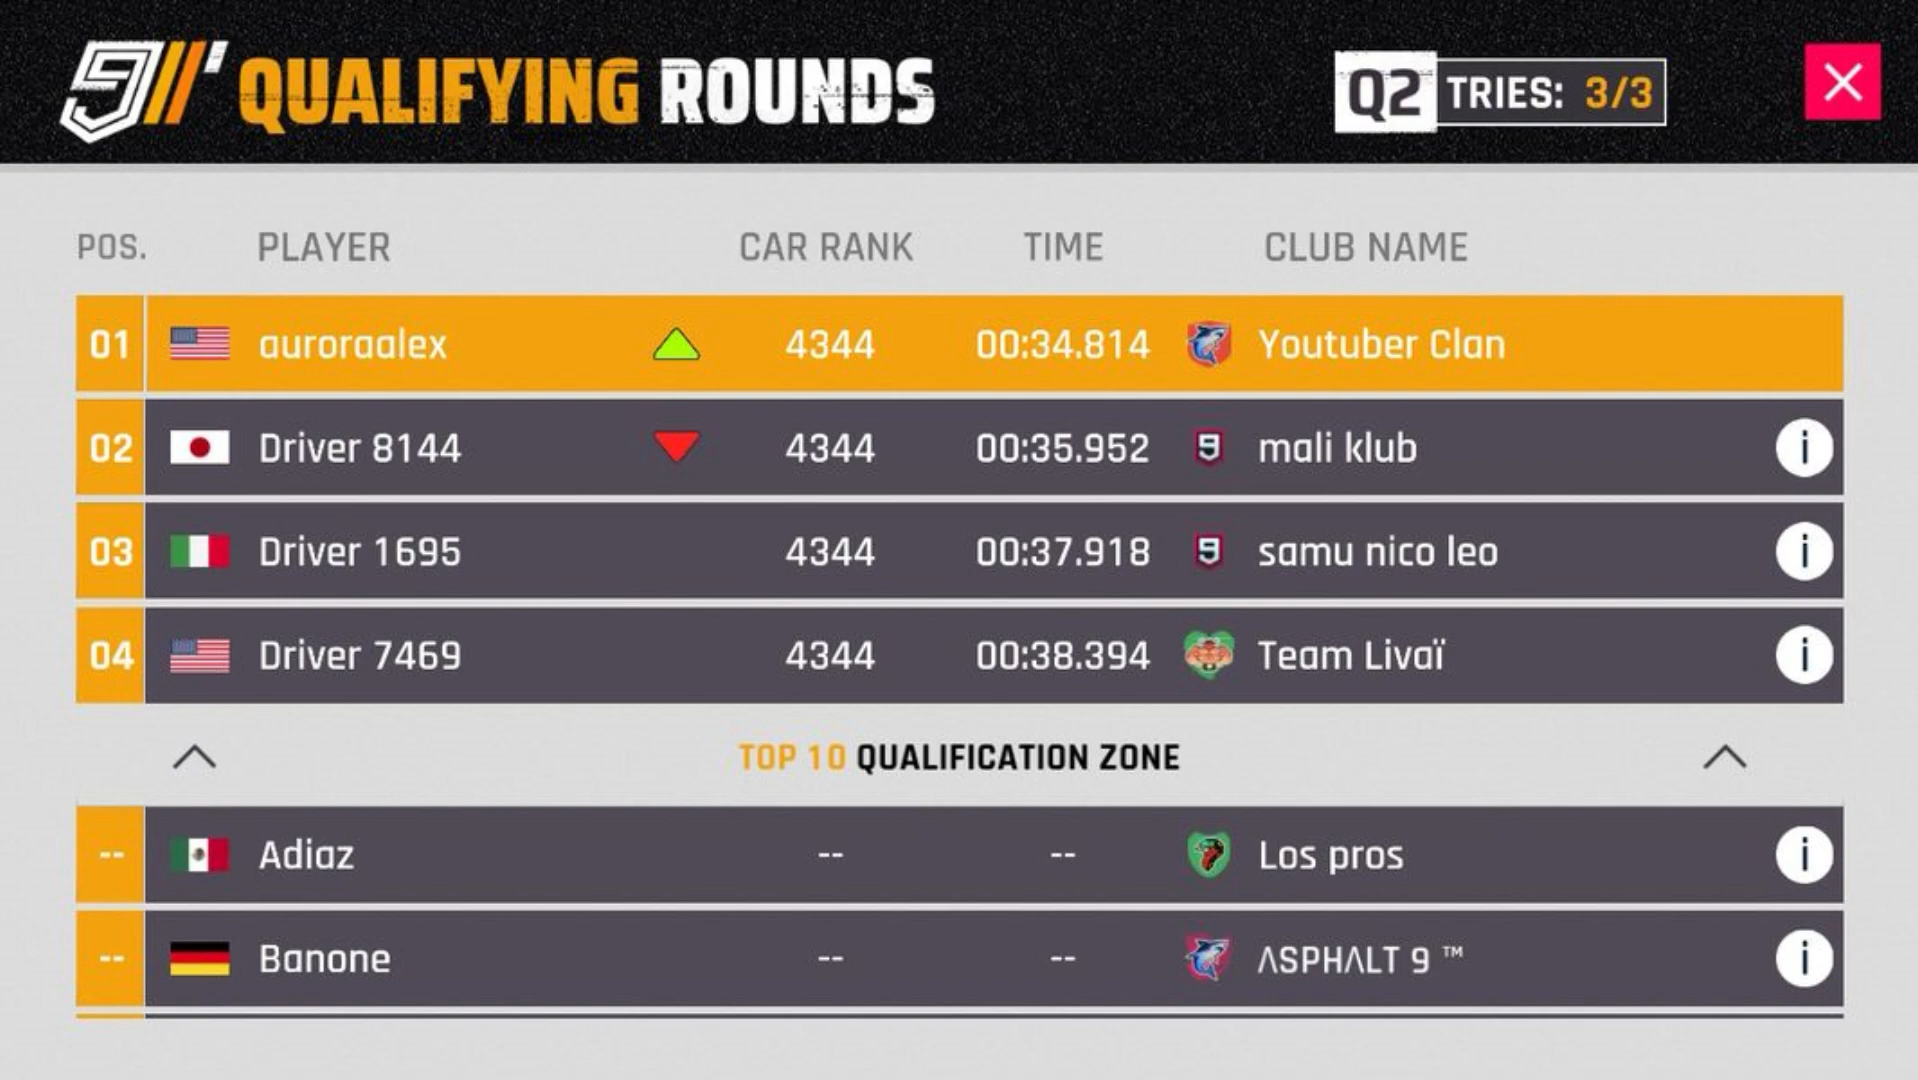 9 QUALIFYING ROUNDS Q2 TRIES: 3/3
POS. PLAYER CAR RANK TIME CLUB NAME
01 auroraalex 4344 00:34.814 Youtuber Clan
02 Driver 8144 4344 00:35.952 9 mali klub i
03 Driver 1695 4344 00:37.918 9 samu nico leo i
04 Driver 7469 4344 00:38.394 Team Livaï i
TOP 10 QUALIFICATION ZONE
-- Adiaz -- -- Los pros i
-- Banone -- -- ΛSPHΛLT 9 ™ i